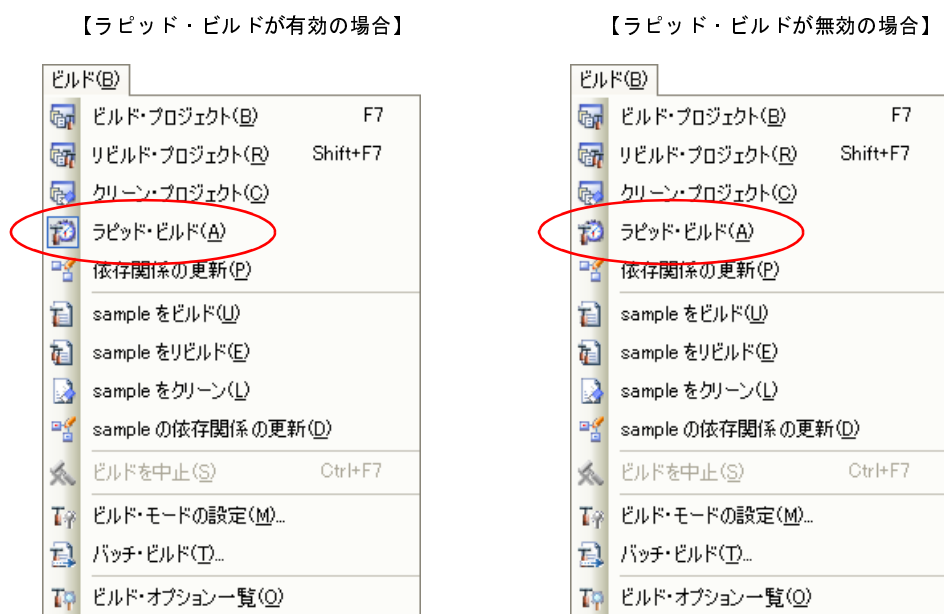 【ラピッド・ビルドが有効の場合】
ビルド(B)
ビルド・プロジェクト(B) F7
リビルド・プロジェクト(R) Shift+F7
クリーン・プロジェクト(C)
ラピッド・ビルド(A)
依存関係の更新(P)
sample をビルド(U)
sample をリビルド(E)
sample をクリーン(L)
sample の依存関係の更新(D)
ビルドを中止(S) Ctrl+F7
ビルド・モードの設定(M)...
バッチ・ビルド(T)...
ビルド・オプション一覧(O)
【ラピッド・ビルドが無効の場合】
ビルド(B)
ビルド・プロジェクト(B) F7
リビルド・プロジェクト(R) Shift+F7
クリーン・プロジェクト(C)
ラピッド・ビルド(A)
依存関係の更新(P)
sample をビルド(U)
sample をリビルド(E)
sample をクリーン(L)
sample の依存関係の更新(D)
ビルドを中止(S) Ctrl+F7
ビルド・モードの設定(M)...
バッチ・ビルド(T)...
ビルド・オプション一覧(O)